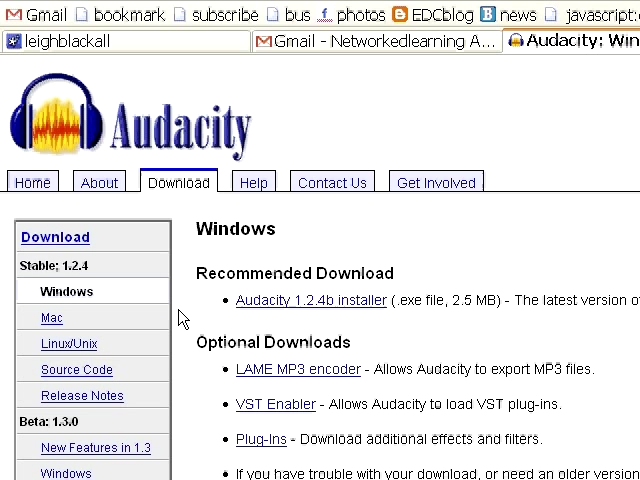 Gmail bookmark subscribe bus photos EDCblog news javascript:
leighblackall Gmail - Networkedlearning A... Audacity: Win
Audacity
Home About Download Help Contact Us Get Involved
Download
Stable; 1.2.4
Windows
Mac
Linux/Unix
Source Code
Release Notes
Beta: 1.3.0
New Features in 1.3
Windows
Windows
Recommended Download
• Audacity 1.2.4b installer (.exe file, 2.5 MB) - The latest version of
Optional Downloads
• LAME MP3 encoder - Allows Audacity to export MP3 files.
• VST Enabler - Allows Audacity to load VST plug-ins.
• Plug-Ins - Download additional effects and filters.
• If you have trouble with your download, or need an older version